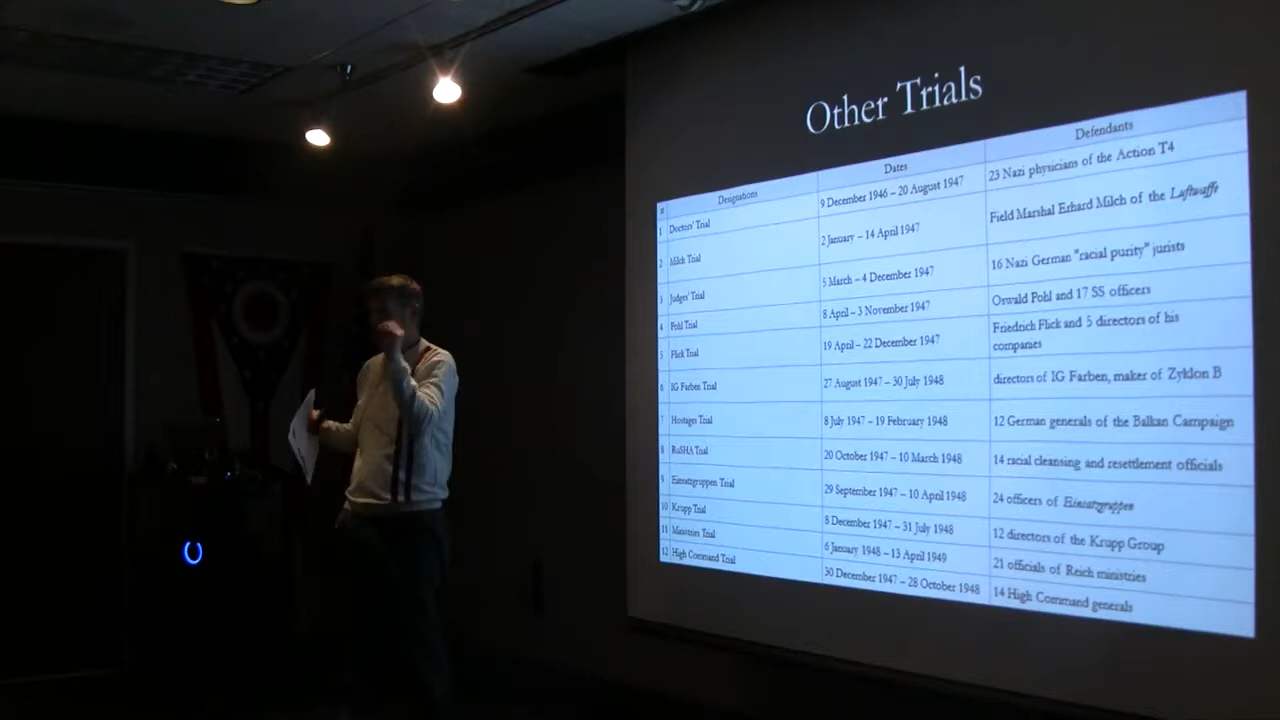 Other Trials
# Designations Dates Defendants
1 Doctors' Trial 9 December 1946 – 20 August 1947 23 Nazi physicians of the Action T4
2 Milch Trial 2 January – 14 April 1947 Field Marshal Erhard Milch of the Luftwaffe
3 Judges' Trial 5 March – 4 December 1947 16 Nazi German "racial purity" jurists
4 Pohl Trial 8 April – 3 November 1947 Oswald Pohl and 17 SS officers
5 Flick Trial 19 April – 22 December 1947 Friedrich Flick and 5 directors of his
companies
6 IG Farben Trial 27 August 1947 – 30 July 1948 directors of IG Farben, maker of Zyklon B
7 Hostages Trial 8 July 1947 – 19 February 1948 12 German generals of the Balkan Campaign
8 RuSHA Trial 20 October 1947 – 10 March 1948 14 racial cleansing and resettlement officials
9 Einsatzgruppen Trial 29 September 1947 – 10 April 1948 24 officers of Einsatzgruppen
10 Krupp Trial 8 December 1947 – 31 July 1948 12 directors of the Krupp Group
11 Ministries Trial 6 January 1948 – 13 April 1949 21 officials of Reich ministries
12 High Command Trial 30 December 1947 – 28 October 1948 14 High Command generals